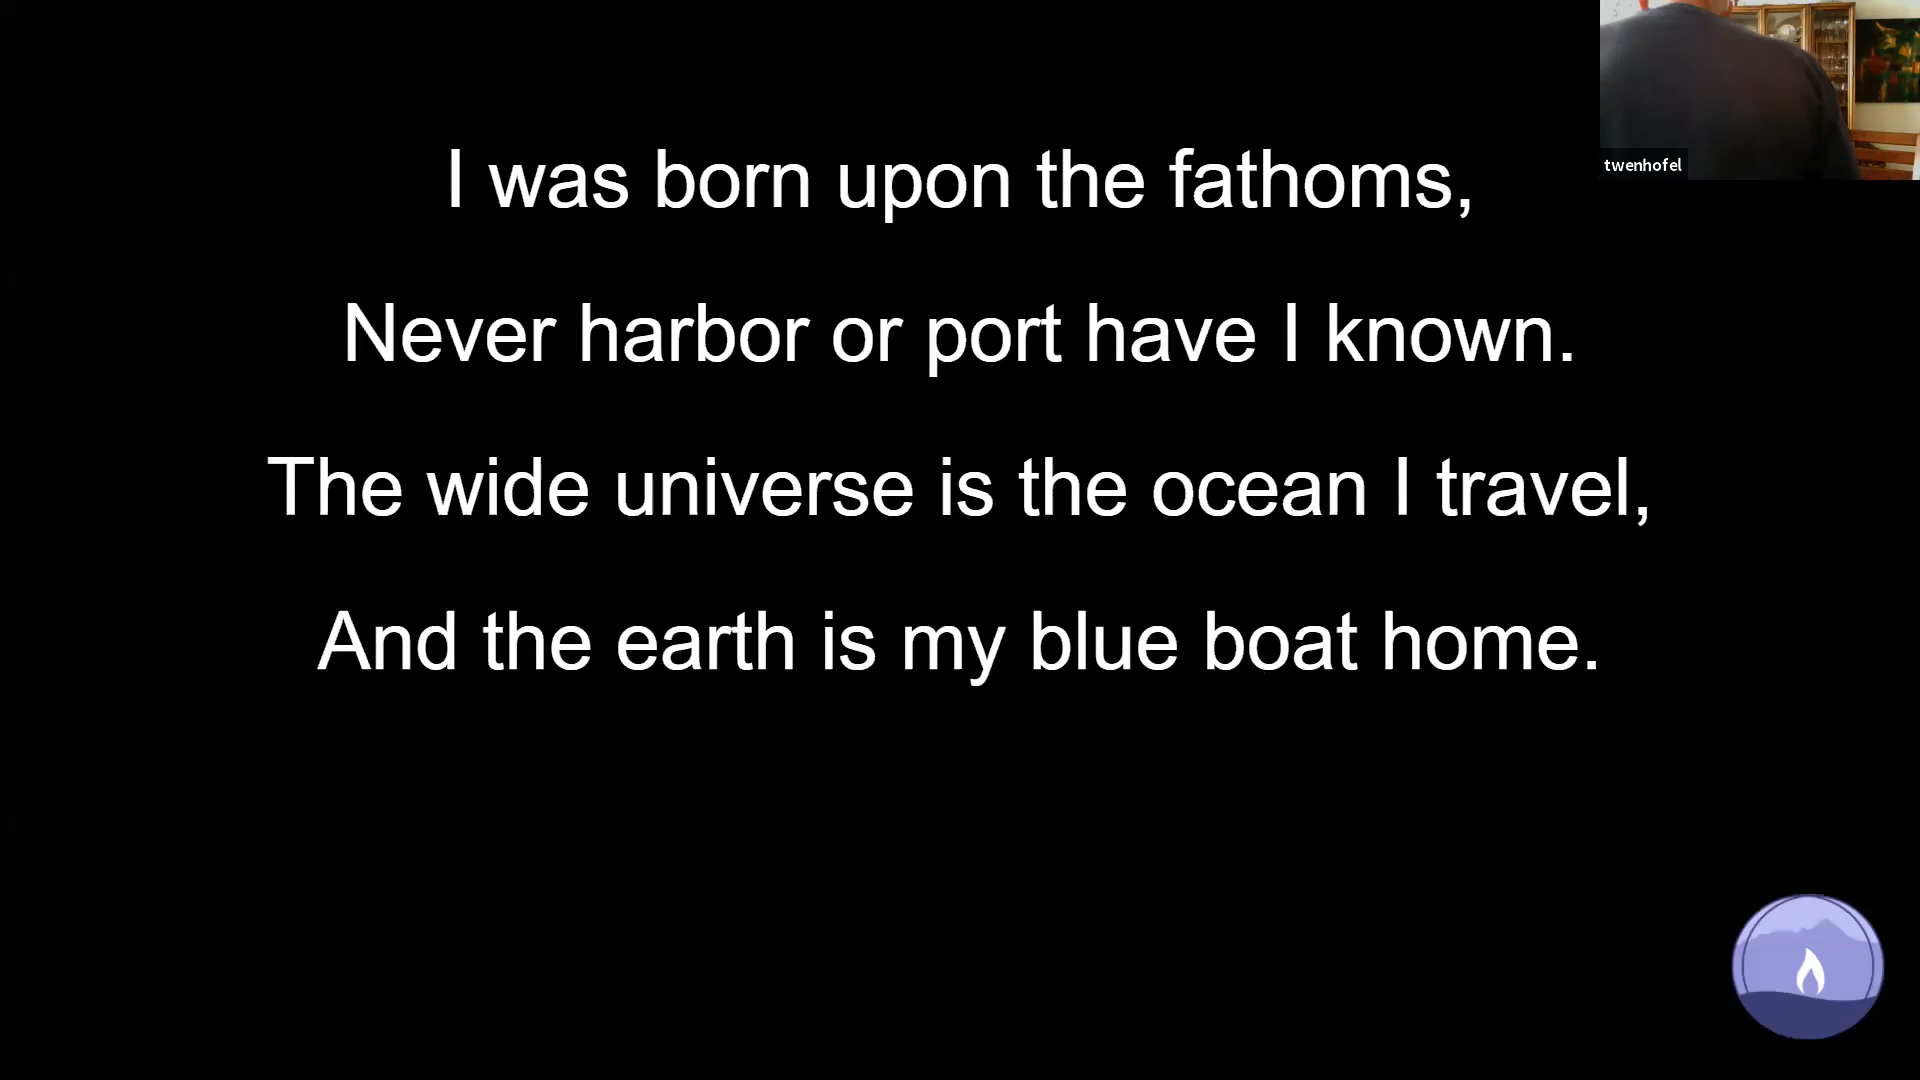 I was born upon the fathoms,
Never harbor or port have I known.
The wide universe is the ocean I travel,
And the earth is my blue boat home.
twenhofel